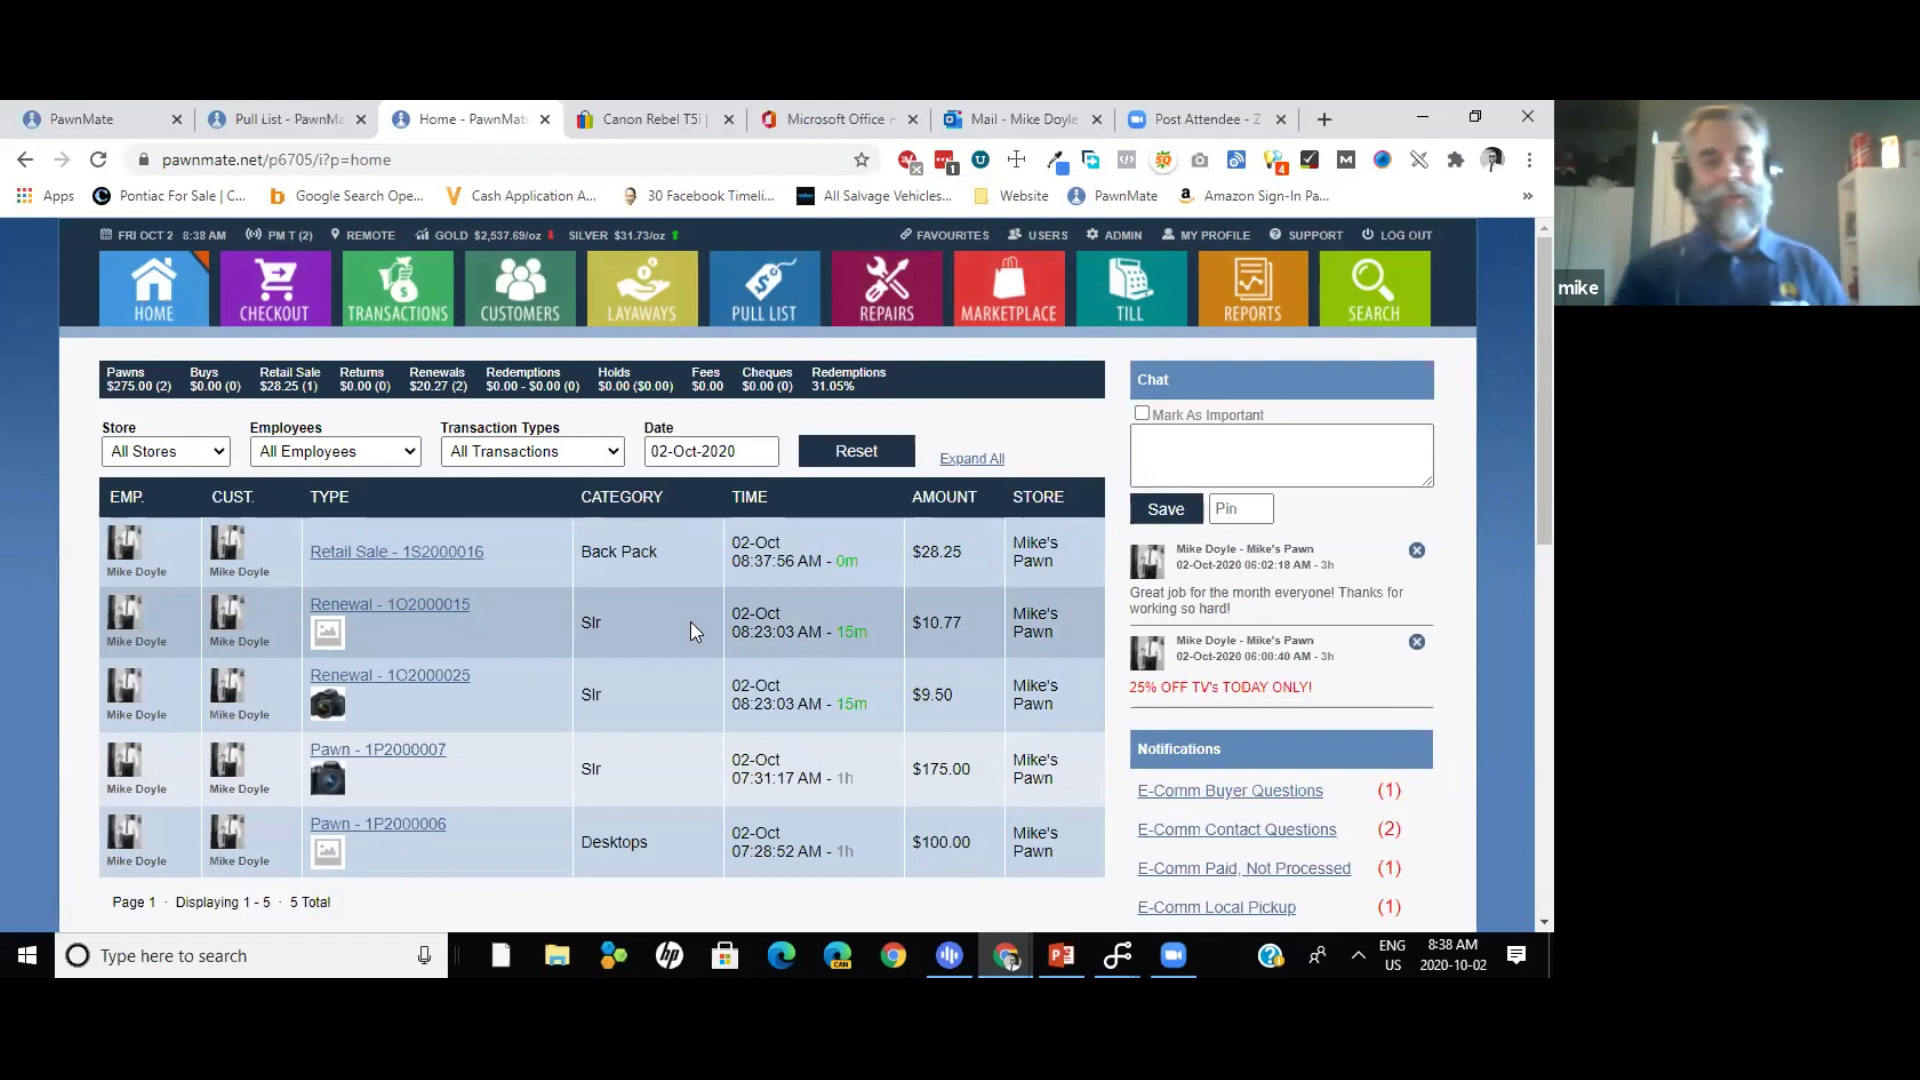 PawnMate
Pull List - PawnMa
Home - PawnMate
Canon Rebel T5i |
Microsoft Office
Mail - Mike Doyle
Post Attendee - Z
pawnmate.net/p6705/i?p=home
Apps
Pontiac For Sale | C...
Google Search Ope...
Cash Application A...
30 Facebook Timeli...
All Salvage Vehicles...
Website
PawnMate
Amazon Sign-In Pa...
FRI OCT 2 8:38 AM
PM T (2)
REMOTE
GOLD $2,537.69/oz
SILVER $31.73/oz
FAVOURITES
USERS
ADMIN
MY PROFILE
SUPPORT
LOG OUT
HOME
CHECKOUT
TRANSACTIONS
CUSTOMERS
LAYAWAYS
PULL LIST
REPAIRS
MARKETPLACE
TILL
REPORTS
SEARCH
mike
Pawns Buys Retail Sale Returns Renewals Redemptions Holds Fees Cheques Redemptions
$275.00 (2) $0.00 (0) $28.25 (1) $0.00 (0) $20.27 (2) $0.00 - $0.00 (0) $0.00 ($0.00) $0.00 $0.00 (0) 31.05%
Store Employees Transaction Types Date
All Stores All Employees All Transactions 02-Oct-2020 Reset Expand All
EMP. CUST. TYPE CATEGORY TIME AMOUNT STORE
Mike Doyle
Mike Doyle
Retail Sale - 1S2000016
Back Pack
02-Oct
08:37:56 AM - 0m
$28.25
Mike's
Pawn
Mike Doyle
Mike Doyle
Renewal - 1O2000015
Slr
02-Oct
08:23:03 AM - 15m
$10.77
Mike's
Pawn
Mike Doyle
Mike Doyle
Renewal - 1O2000025
Slr
02-Oct
08:23:03 AM - 15m
$9.50
Mike's
Pawn
Mike Doyle
Mike Doyle
Pawn - 1P2000007
Slr
02-Oct
07:31:17 AM - 1h
$175.00
Mike's
Pawn
Mike Doyle
Mike Doyle
Pawn - 1P2000006
Desktops
02-Oct
07:28:52 AM - 1h
$100.00
Mike's
Pawn
Page 1 · Displaying 1 - 5 · 5 Total
Chat
Mark As Important
Save
Pin
Mike Doyle - Mike's Pawn
02-Oct-2020 06:02:18 AM - 3h
Great job for the month everyone! Thanks for
working so hard!
Mike Doyle - Mike's Pawn
02-Oct-2020 06:00:40 AM - 3h
25% OFF TV's TODAY ONLY!
Notifications
E-Comm Buyer Questions (1)
E-Comm Contact Questions (2)
E-Comm Paid, Not Processed (1)
E-Comm Local Pickup (1)
Type here to search
hp
CAN
ENG
US
8:38 AM
2020-10-02